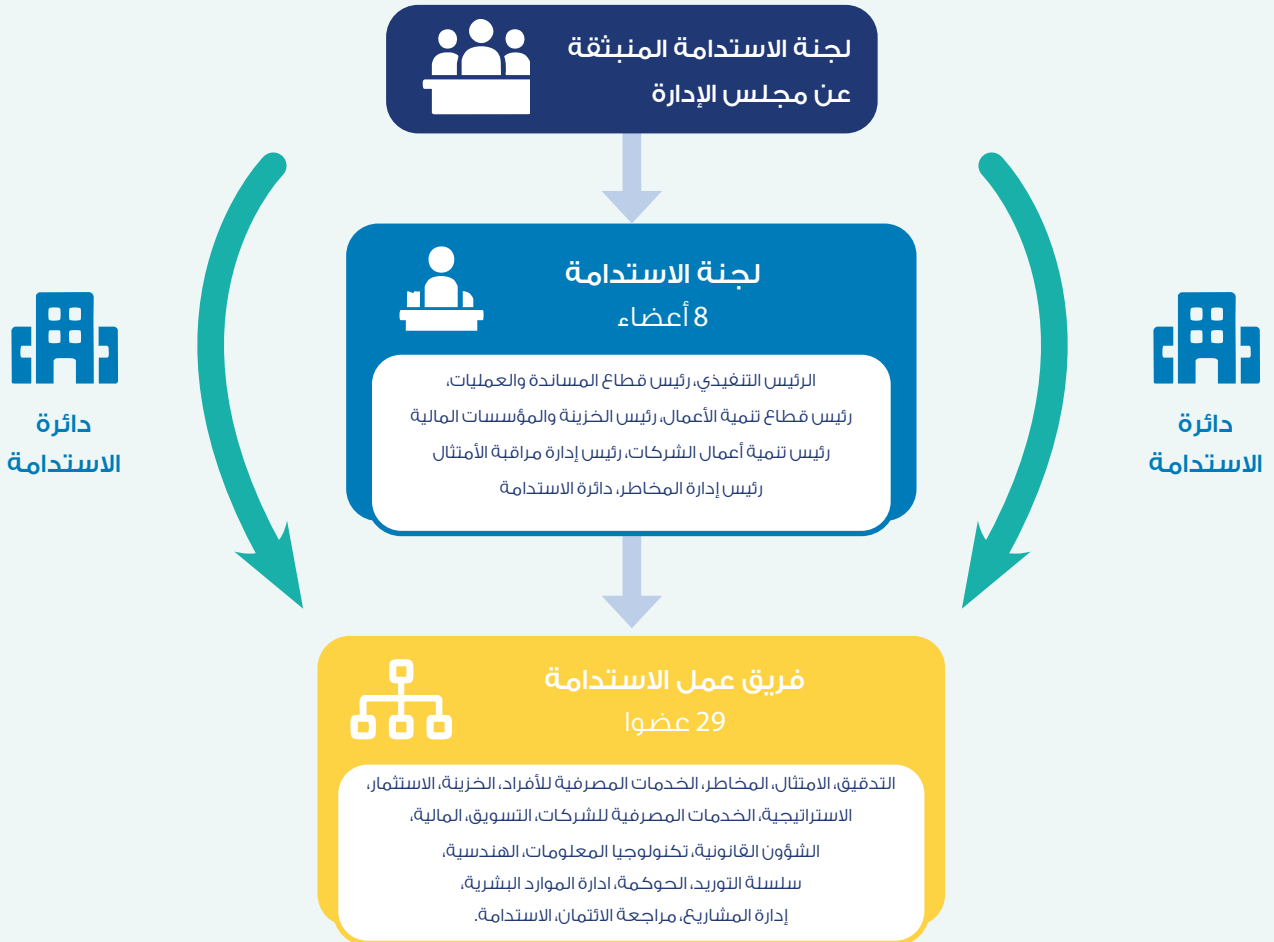 لجنة الاستدامة المنبثقة
عن مجلس الإدارة
لجنة الاستدامة
8 أعضاء
الرئيس التنفيذي، رئيس قطاع المساندة والعمليات،
رئيس قطاع تنمية الأعمال، رئيس الخزينة والمؤسسات المالية
رئيس تنمية أعمال الشركات، رئيس إدارة مراقبة الأمتثال
رئيس إدارة المخاطر، دائرة الاستدامة
دائرة
الاستدامة
دائرة
الاستدامة
فريق عمل الاستدامة
29 عضوا
التدقيق، الامتثال، المخاطر، الخدمات المصرفية للأفراد، الخزينة، الاستثمار،
الاستراتيجية، الخدمات المصرفية للشركات، التسويق، المالية،
الشؤون القانونية، تكنولوجيا المعلومات، الهندسية،
سلسلة التوريد، الحوكمة، ادارة الموارد البشرية،
إدارة المشاريع، مراجعة الائتمان، الاستدامة.